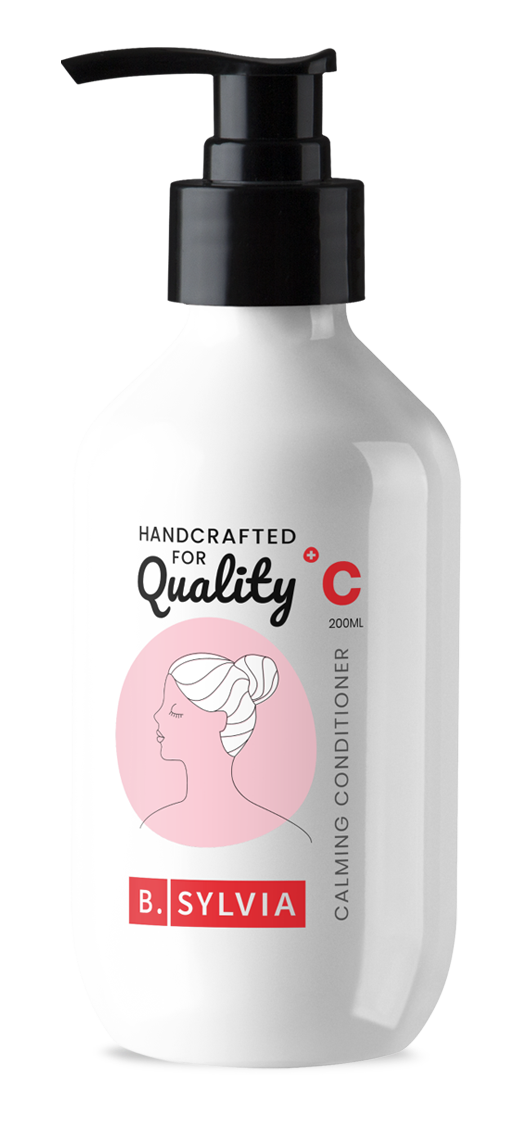 HANDCRAFTED
FOR
Quality
C
200ML
CALMING CONDITIONER
B. SYLVIA